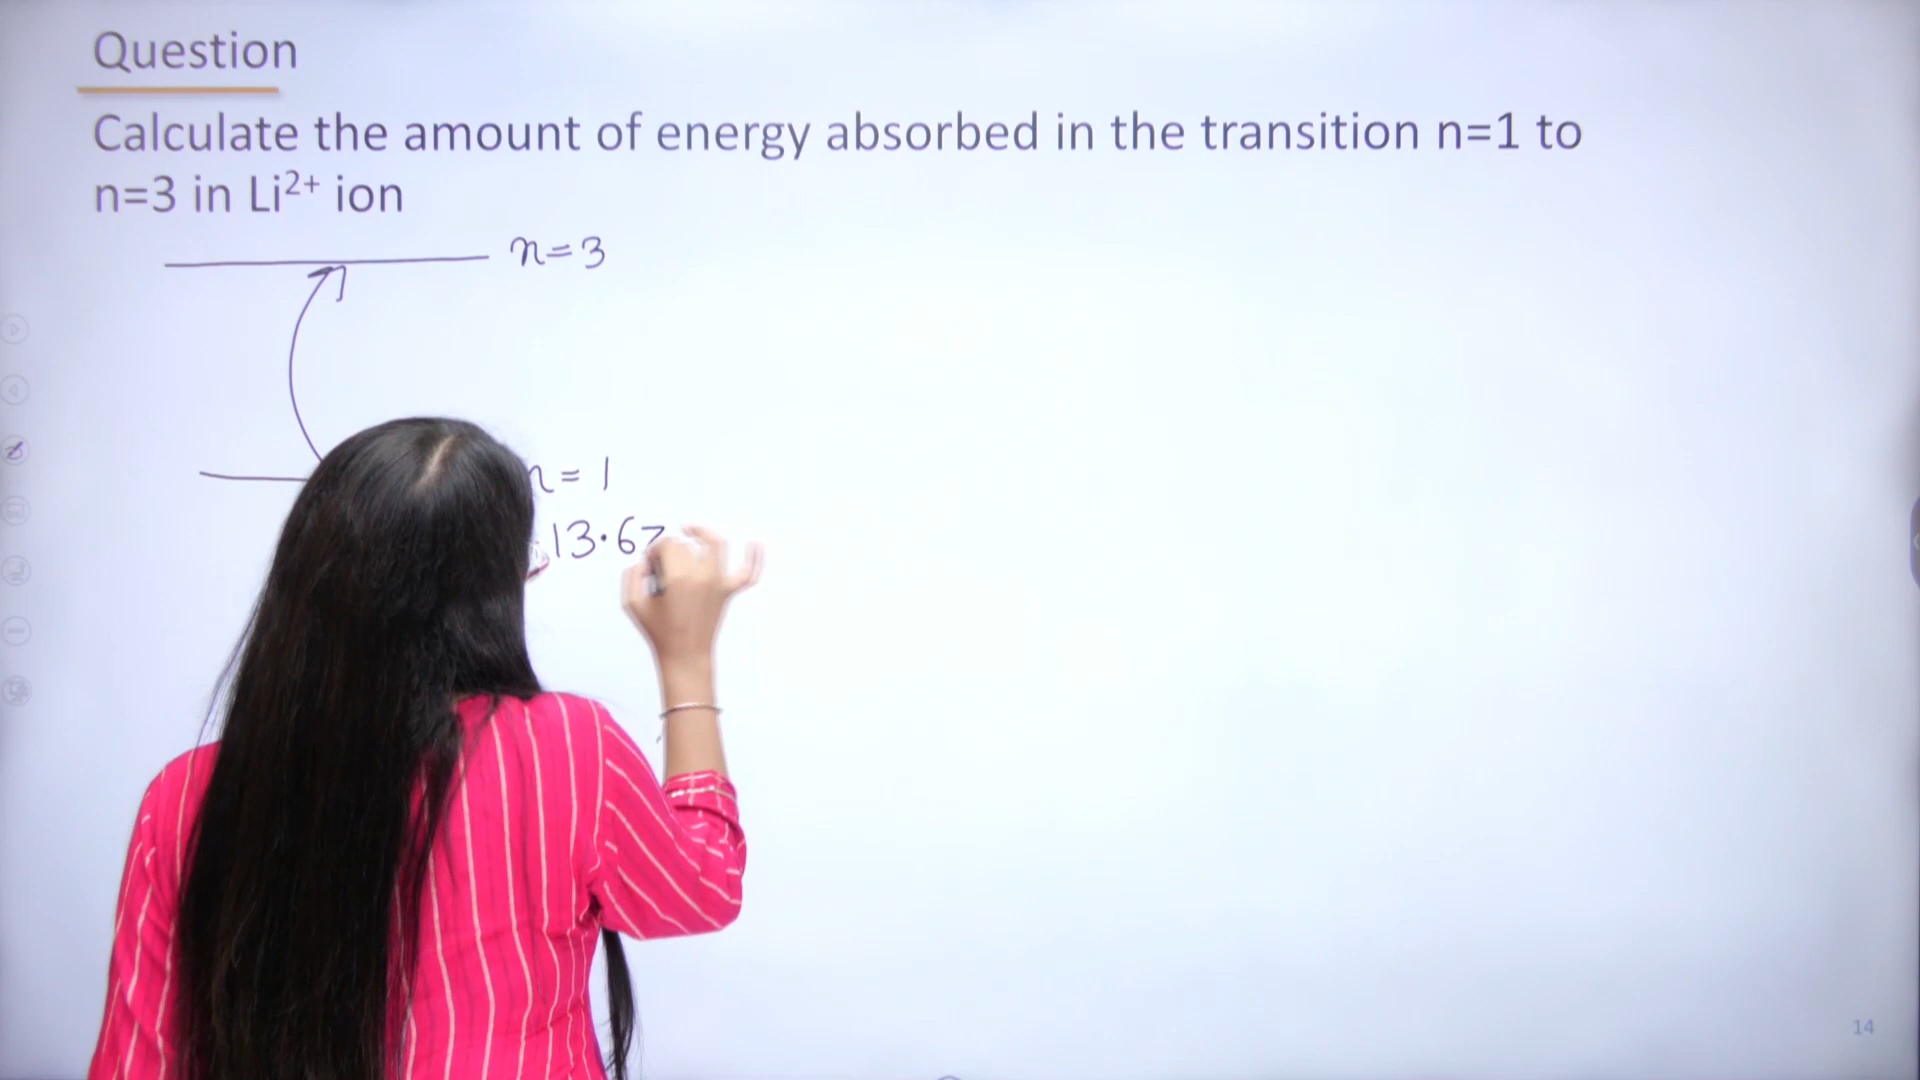 Question
Calculate the amount of energy absorbed in the transition n=1 to
n=3 in Li²⁺ ion
n=3
n=1
13.6z
14